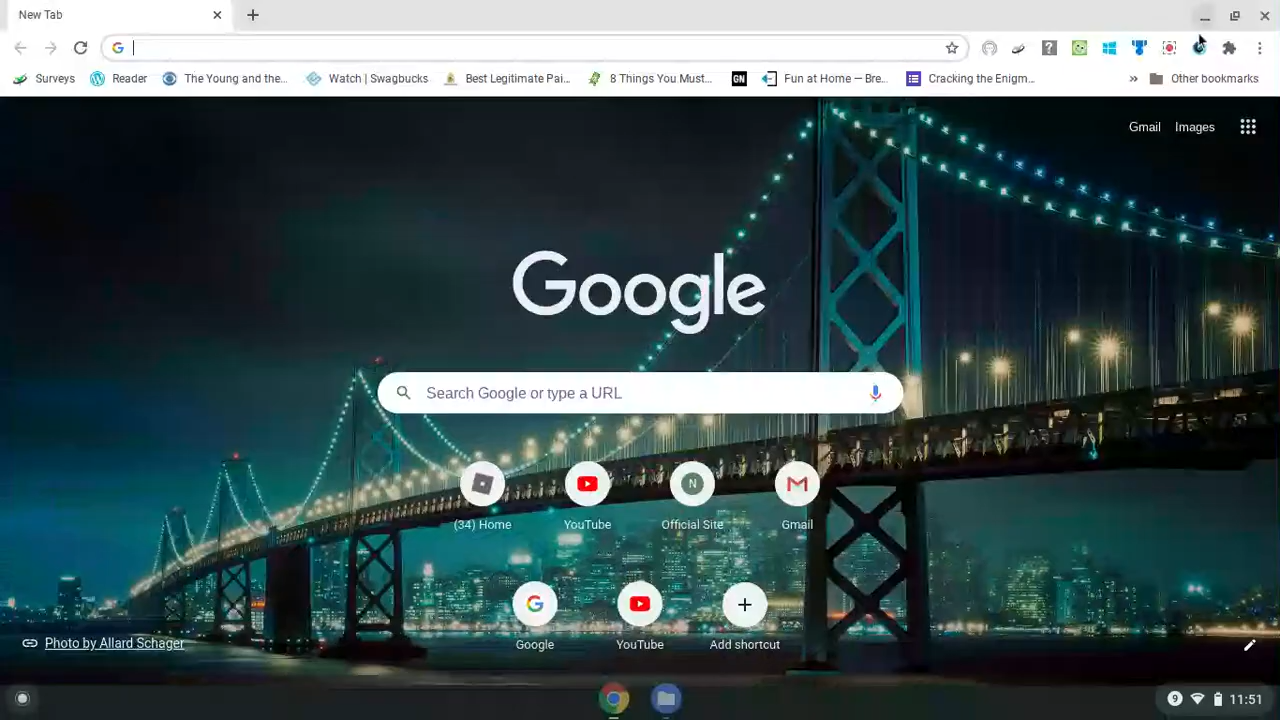 New Tab
Surveys
Reader
The Young and the...
Watch | Swagbucks
Best Legitimate Pai...
8 Things You Must...
GN
Fun at Home – Bre...
Cracking the Enigm...
»
Other bookmarks
Gmail
Images
Google
Search Google or type a URL
(34) Home
YouTube
N
Official Site
Gmail
Google
YouTube
Add shortcut
Photo by Allard Schager
9
11:51